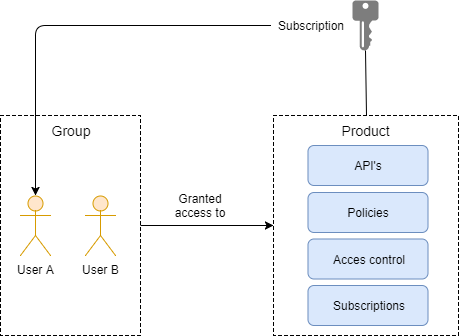 Subscription
Group
Product
API's
Policies
Granted
access to
Acces control
User A
User B
Subscriptions